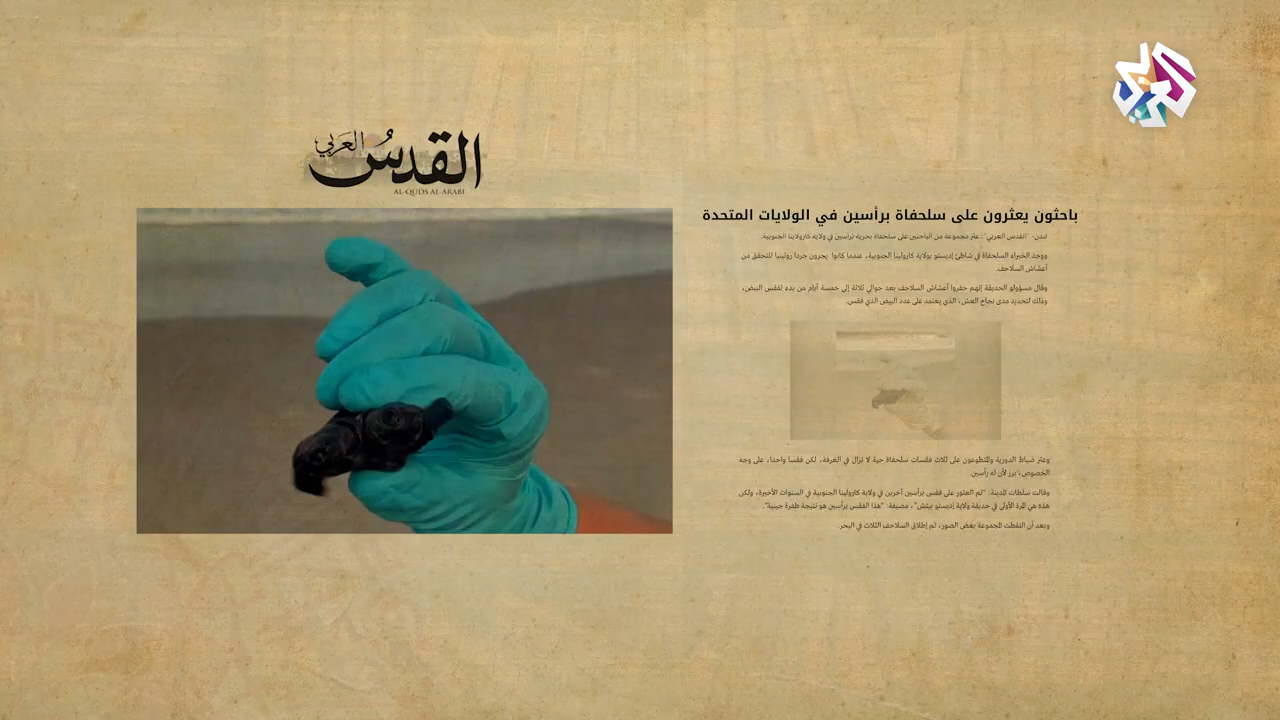 القدس العربي
AL-QUDS AL-ARABI
باحثون يعثرون على سلحفاة برأسين في الولايات المتحدة
لندن- "القدس العربي": عثر مجموعة من الباحثين على سلحفاة بحرية برأسين في ولاية كارولاينا الجنوبية.
ووجد الخبراء السلحفاة في شاطئ إديستو بولاية كارولينا الجنوبية، عندما كانوا يجرون جردا روتينيا للتحقق من
أعشاش السلاحف.
وقال مسؤولو الحديقة إنهم حفروا أعشاش السلاحف بعد حوالي ثلاثة إلى خمسة أيام من بدء تفقس البيض،
وذلك لتحديد مدى نجاح العش، الذي يعتمد على عدد البيض الذي فقس.
وعثر ضباط الدورية والمتطوعون على ثلاث فقسات سلحفاة حية لا تزال في الغرفة، لكن فقسا واحدا، على وجه
الخصوص، برز لأن له رأسين.
وقالت سلطات المدينة: "تم العثور على فقس برأسين آخرين في ولاية كارولينا الجنوبية في السنوات الأخيرة، ولكن
هذه هي المرة الأولى في حديقة ولاية إديستو بيتش"، مضيفة: "هذا الفقس برأسين هو نتيجة طفرة جينية".
وبعد أن التقطت المجموعة بعض الصور، تم إطلاق السلاحف الثلاث في البحر.